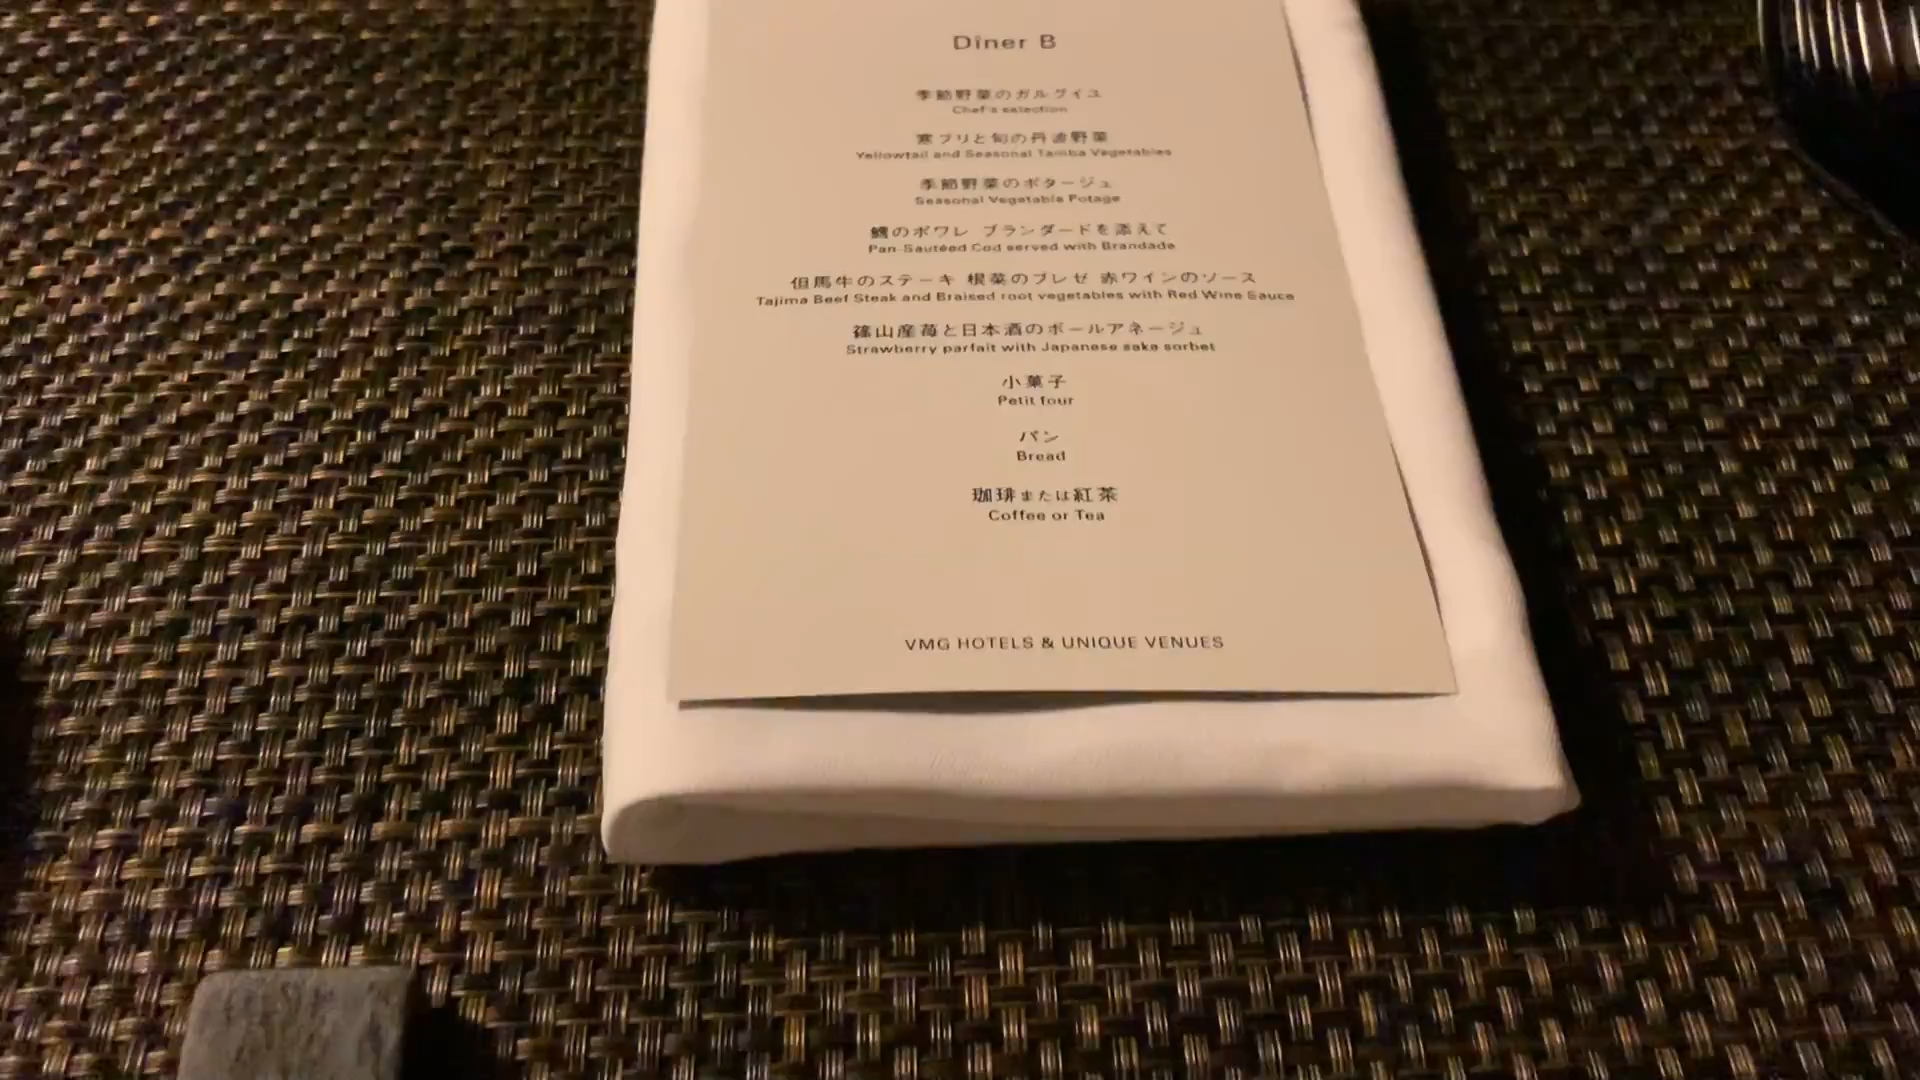 Dîner B
季節野菜のガルグイユ
Chef's selection
寒ブリと旬の丹波野菜
Yellowtail and Seasonal Tamba Vegetables
季節野菜のポタージュ
Seasonal Vegetable Potage
鱈のポワレ ブランダードを添えて
Pan-Sautéed Cod served with Brandade
但馬牛のステーキ 根菜のブレゼ 赤ワインのソース
Tajima Beef Steak and Braised root vegetables with Red Wine Sauce
篠山産苺と日本酒のボールアネージュ
Strawberry parfait with Japanese sake sorbet
小菓子
Petit four
パン
Bread
珈琲または紅茶
Coffee or Tea
VMG HOTELS & UNIQUE VENUES